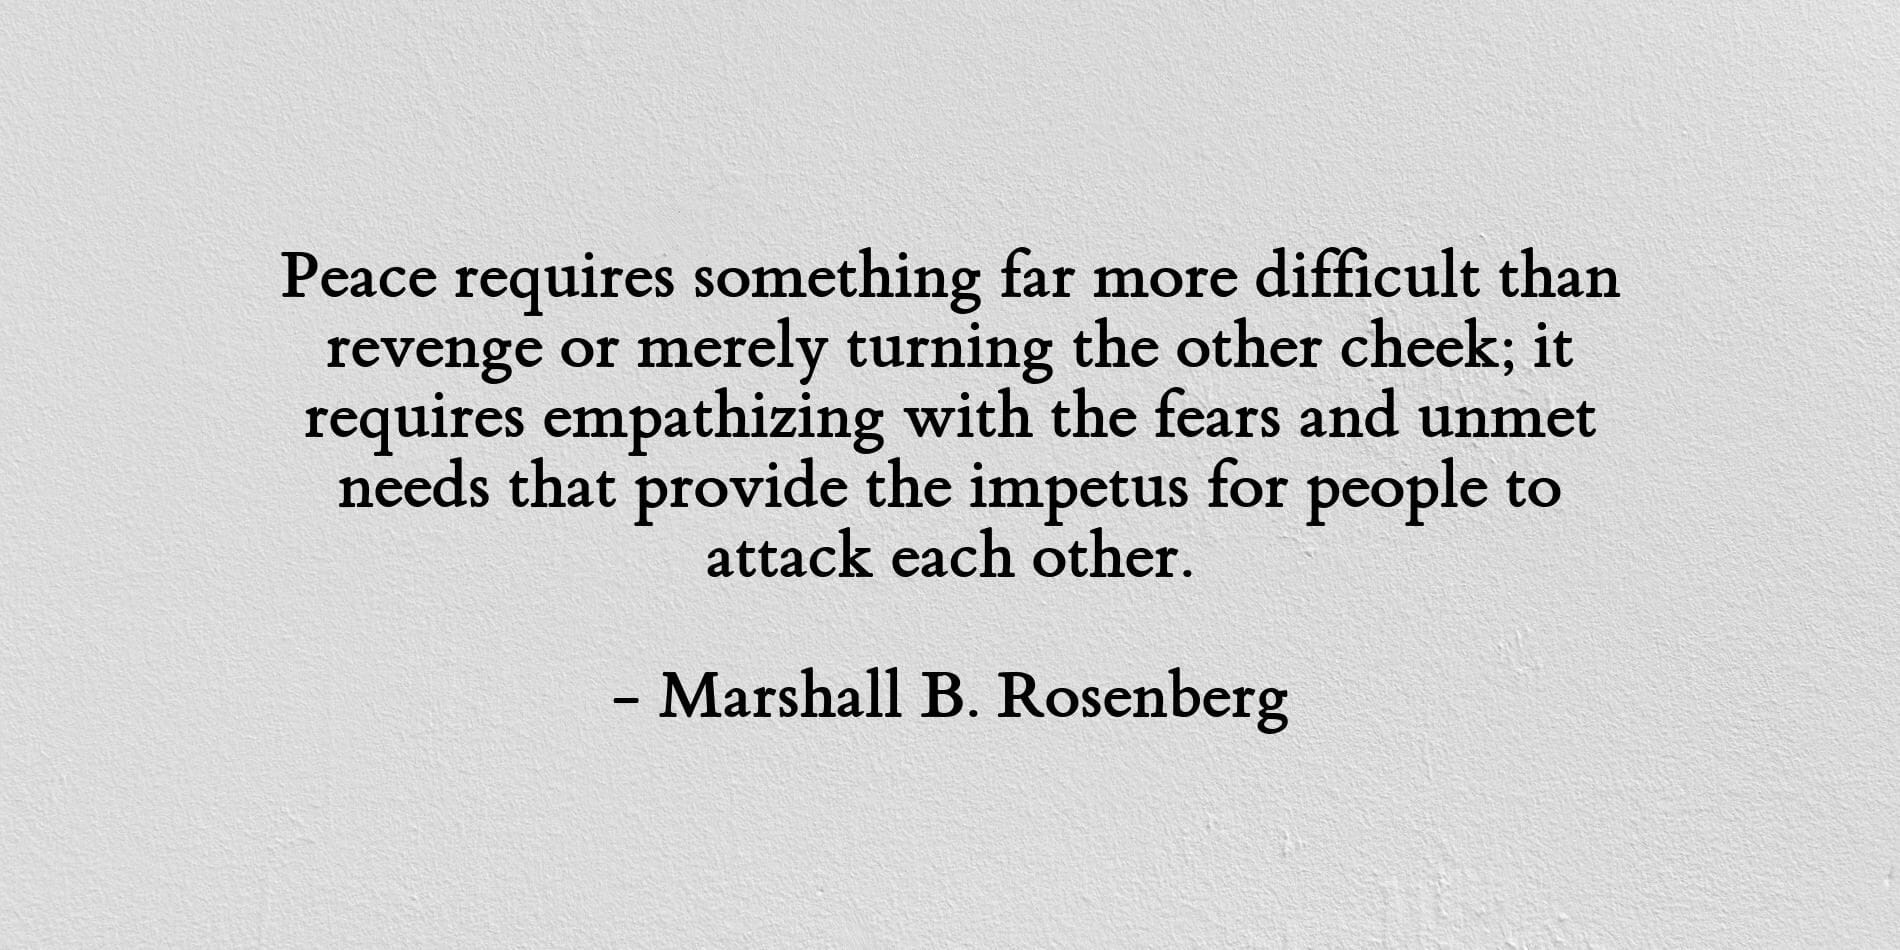 Peace requires something far more difficult than
revenge or merely turning the other cheek; it
requires empathizing with the fears and unmet
needs that provide the impetus for people to
attack each other.
- Marshall B. Rosenberg